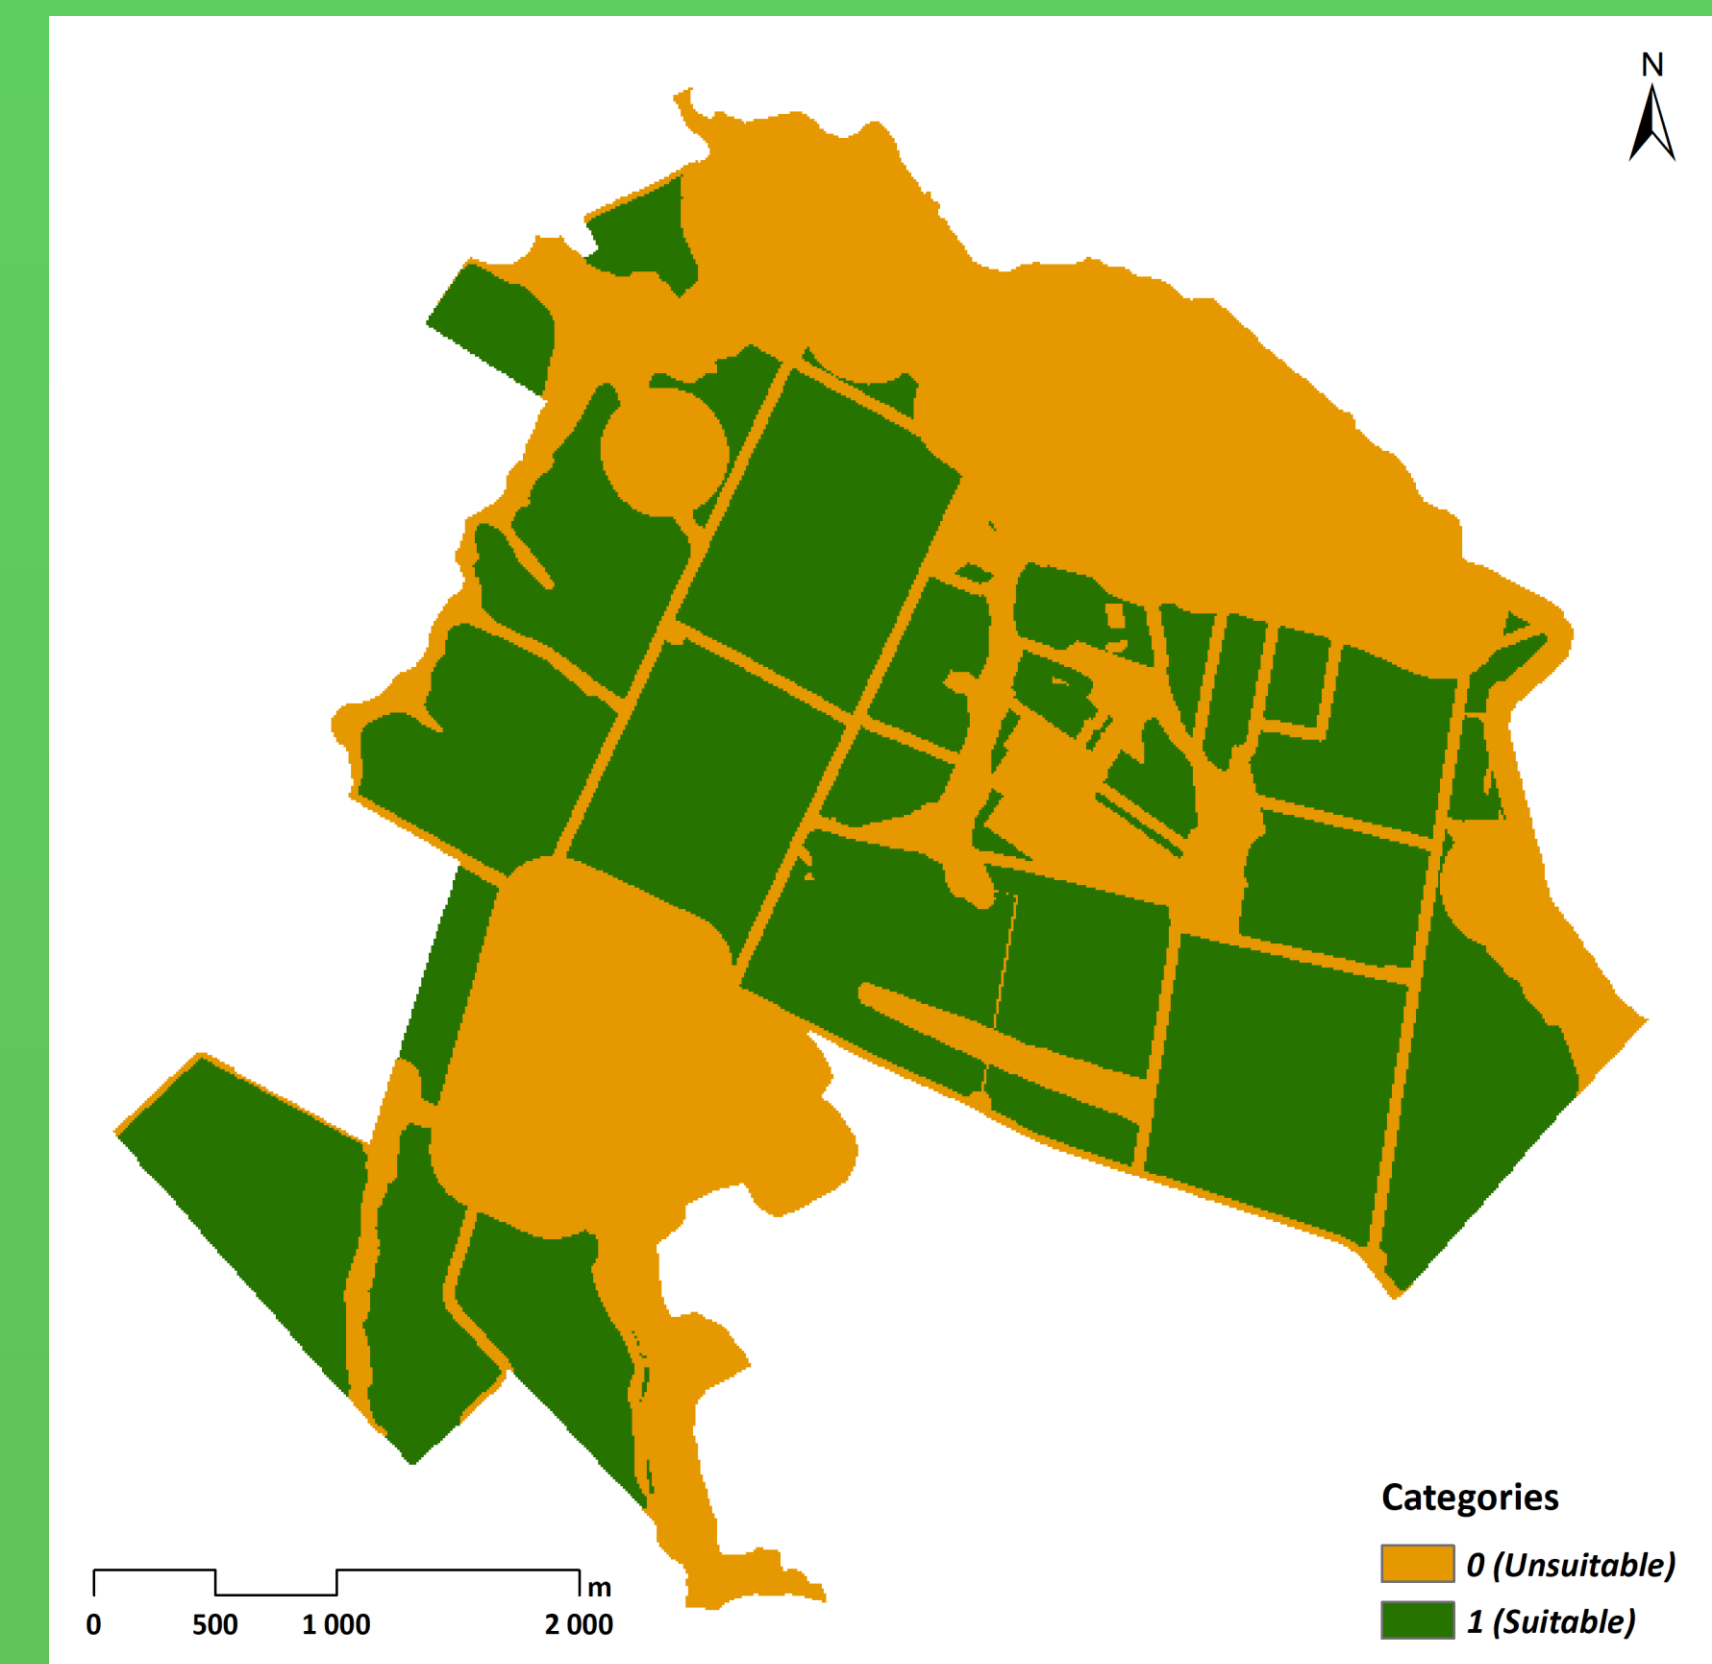 N
Categories
0 (Unsuitable)
1 (Suitable)
m
0 500 1 000 2 000